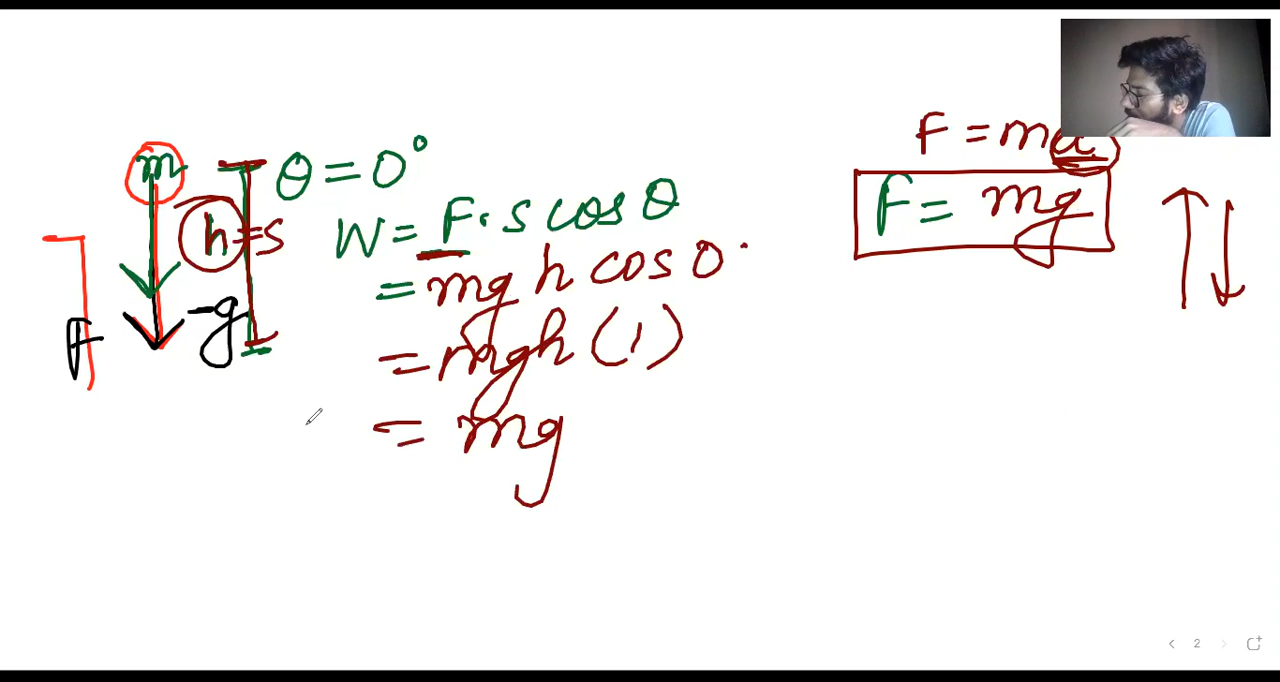 F = ma
m θ = 0°
F = mg
h = s
W = F. s cos θ
= mg h cos 0°
F -g
= mgh (1)
= mg
2